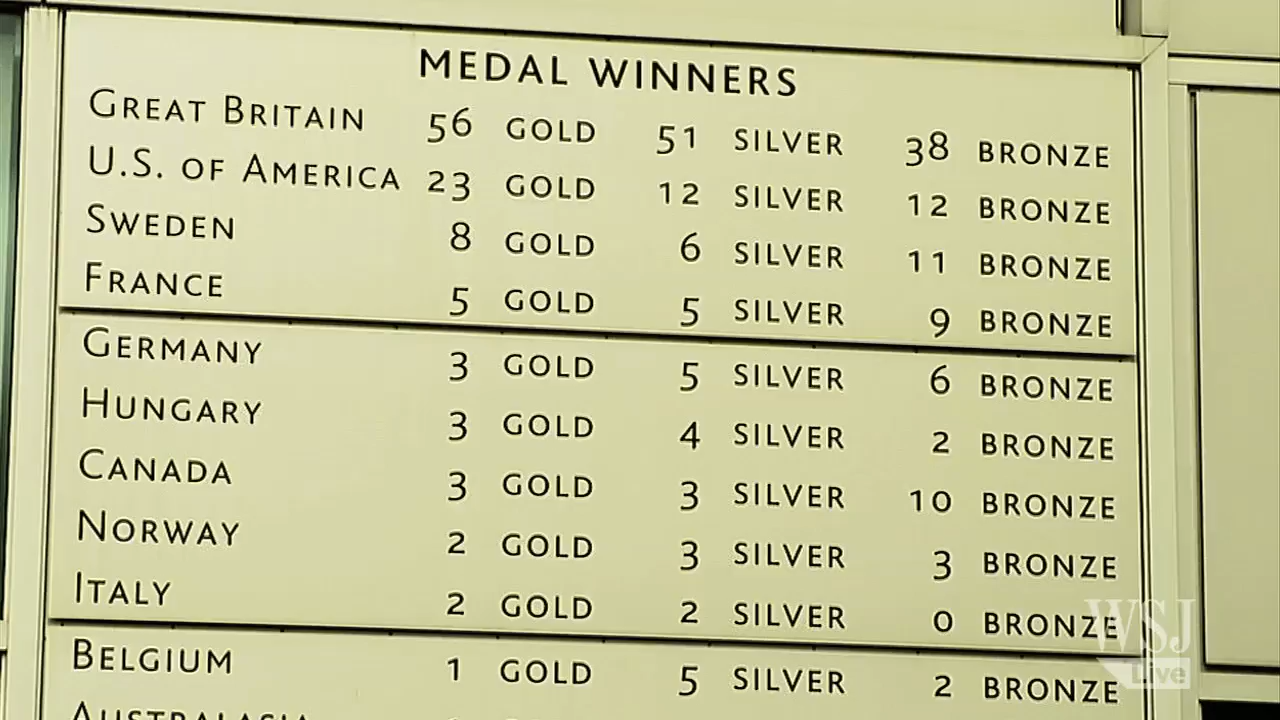 MEDAL WINNERS
GREAT BRITAIN 56 GOLD 51 SILVER 38 BRONZE
U.S. OF AMERICA 23 GOLD 12 SILVER 12 BRONZE
SWEDEN 8 GOLD 6 SILVER 11 BRONZE
FRANCE 5 GOLD 5 SILVER 9 BRONZE
GERMANY 3 GOLD 5 SILVER 6 BRONZE
HUNGARY 3 GOLD 4 SILVER 2 BRONZE
CANADA 3 GOLD 3 SILVER 10 BRONZE
NORWAY 2 GOLD 3 SILVER 3 BRONZE
ITALY 2 GOLD 2 SILVER 0 BRONZE
BELGIUM 1 GOLD 5 SILVER 2 BRONZE
AUSTRALASIA
WSJ
Live